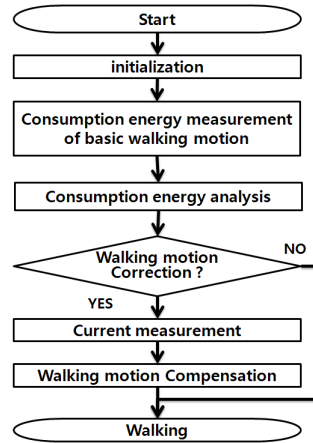 Start
initialization
Consumption energy measurement
of basic walking motion
Consumption energy analysis
Walking motion
Correction ?
NO
YES
Current measurement
Walking motion Compensation
Walking